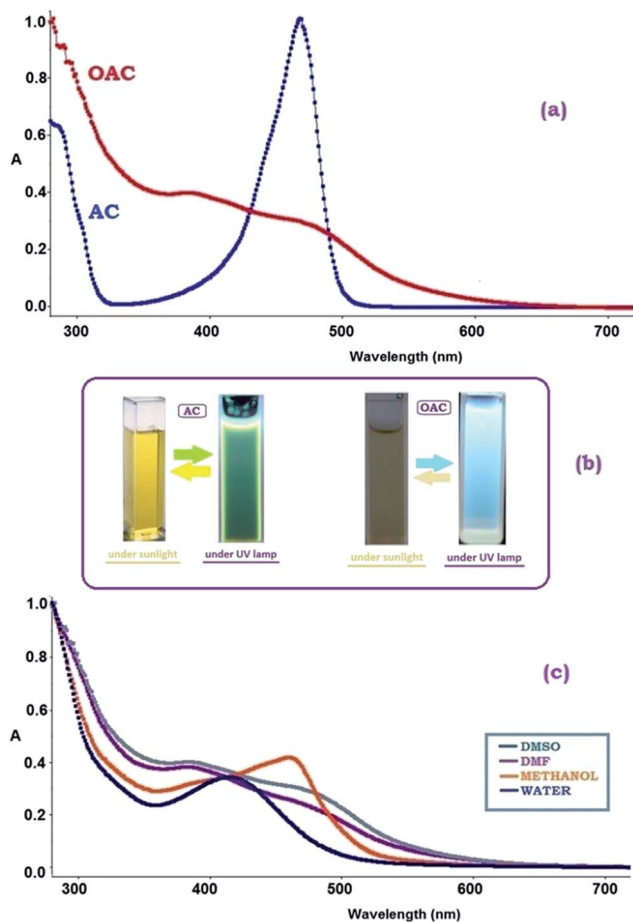 1.0
OAC
0.8
(a)
0.6
A
AC
0.4
0.2
0.0
300 400 500 600 700
Wavelength (nm)
AC
OAC
(b)
under sunlight
under UV lamp
under sunlight
under UV lamp
1.0
0.8
(c)
0.6
A
DMSO
DMF
METHANOL
WATER
0.4
0.2
0.0
300 400 500 600 700
Wavelength (nm)